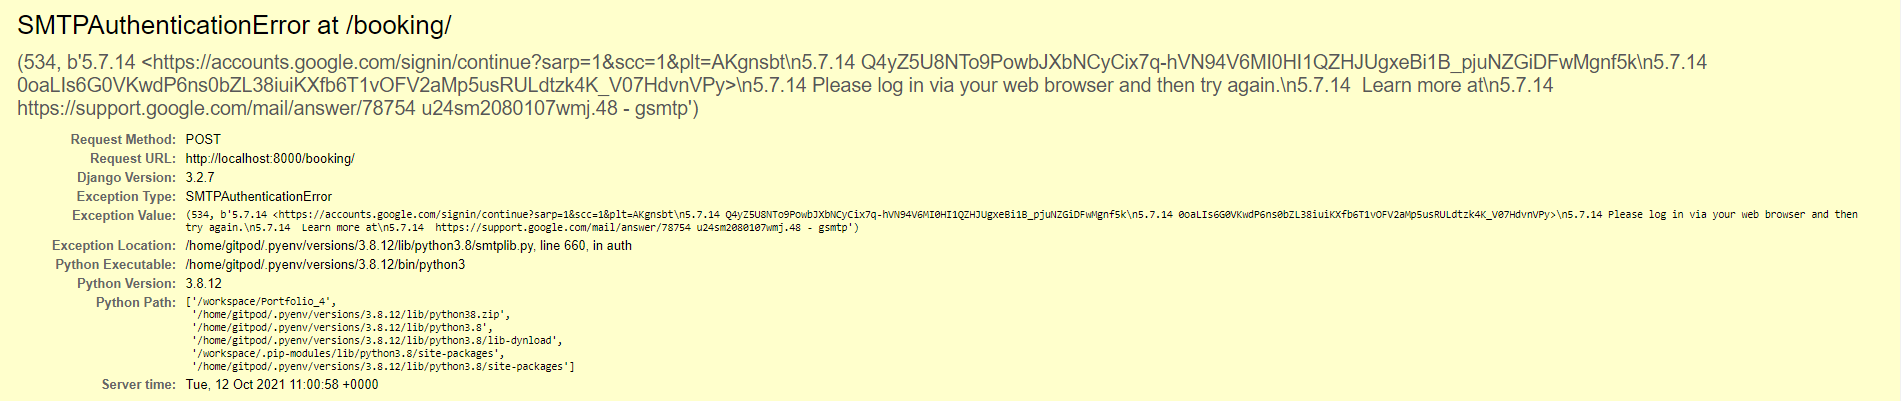 SMTPAuthenticationError at /booking/
(534, b'5.7.14 <https://accounts.google.com/signin/continue?sarp=1&scc=1&plt=AKgnsbt\n5.7.14 Q4yZ5U8NTo9PowbJXbNCyCix7q-hVN94V6MI0HI1QZHJUgxeBi1B_pjuNZGiDFwMgnf5k\n5.7.14
0oaLIs6G0VKwdP6ns0bZL38iuiKXfb6T1vOFV2aMp5usRULdtzk4K_V07HdvnVPy>\n5.7.14 Please log in via your web browser and then try again.\n5.7.14  Learn more at\n5.7.14
https://support.google.com/mail/answer/78754 u24sm2080107wmj.48 - gsmtp')
Request Method: POST
Request URL: http://localhost:8000/booking/
Django Version: 3.2.7
Exception Type: SMTPAuthenticationError
Exception Value: (534, b'5.7.14 <https://accounts.google.com/signin/continue?sarp=1&scc=1&plt=AKgnsbt\n5.7.14 Q4yZ5U8NTo9PowbJXbNCyCix7q-hVN94V6MI0HI1QZHJUgxeBi1B_pjuNZGiDFwMgnf5k\n5.7.14 0oaLIs6G0VKwdP6ns0bZL38iuiKXfb6T1vOFV2aMp5usRULdtzk4K_V07HdvnVPy>\n5.7.14 Please log in via your web browser and then
try again.\n5.7.14  Learn more at\n5.7.14  https://support.google.com/mail/answer/78754 u24sm2080107wmj.48 - gsmtp')
Exception Location: /home/gitpod/.pyenv/versions/3.8.12/lib/python3.8/smtplib.py, line 660, in auth
Python Executable: /home/gitpod/.pyenv/versions/3.8.12/bin/python3
Python Version: 3.8.12
Python Path: ['/workspace/Portfolio_4',
'/home/gitpod/.pyenv/versions/3.8.12/lib/python38.zip',
'/home/gitpod/.pyenv/versions/3.8.12/lib/python3.8',
'/home/gitpod/.pyenv/versions/3.8.12/lib/python3.8/lib-dynload',
'/workspace/.pip-modules/lib/python3.8/site-packages',
'/home/gitpod/.pyenv/versions/3.8.12/lib/python3.8/site-packages']
Server time: Tue, 12 Oct 2021 11:00:58 +0000